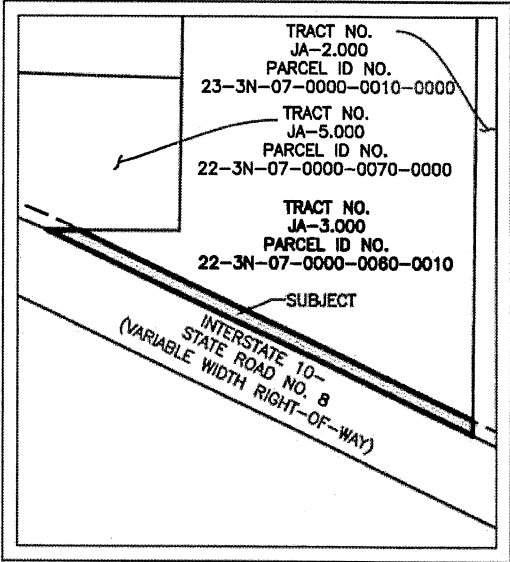 TRACT NO.
JA-2.000
PARCEL ID NO.
23-3N-07-0000-0010-0000
TRACT NO.
JA-5.000
PARCEL ID NO.
22-3N-07-0000-0070-0000
TRACT NO.
JA-3.000
PARCEL ID NO.
22-3N-07-0000-0060-0010
SUBJECT
INTERSTATE 10-
STATE ROAD NO. 8
(VARIABLE WIDTH RIGHT-OF-WAY)